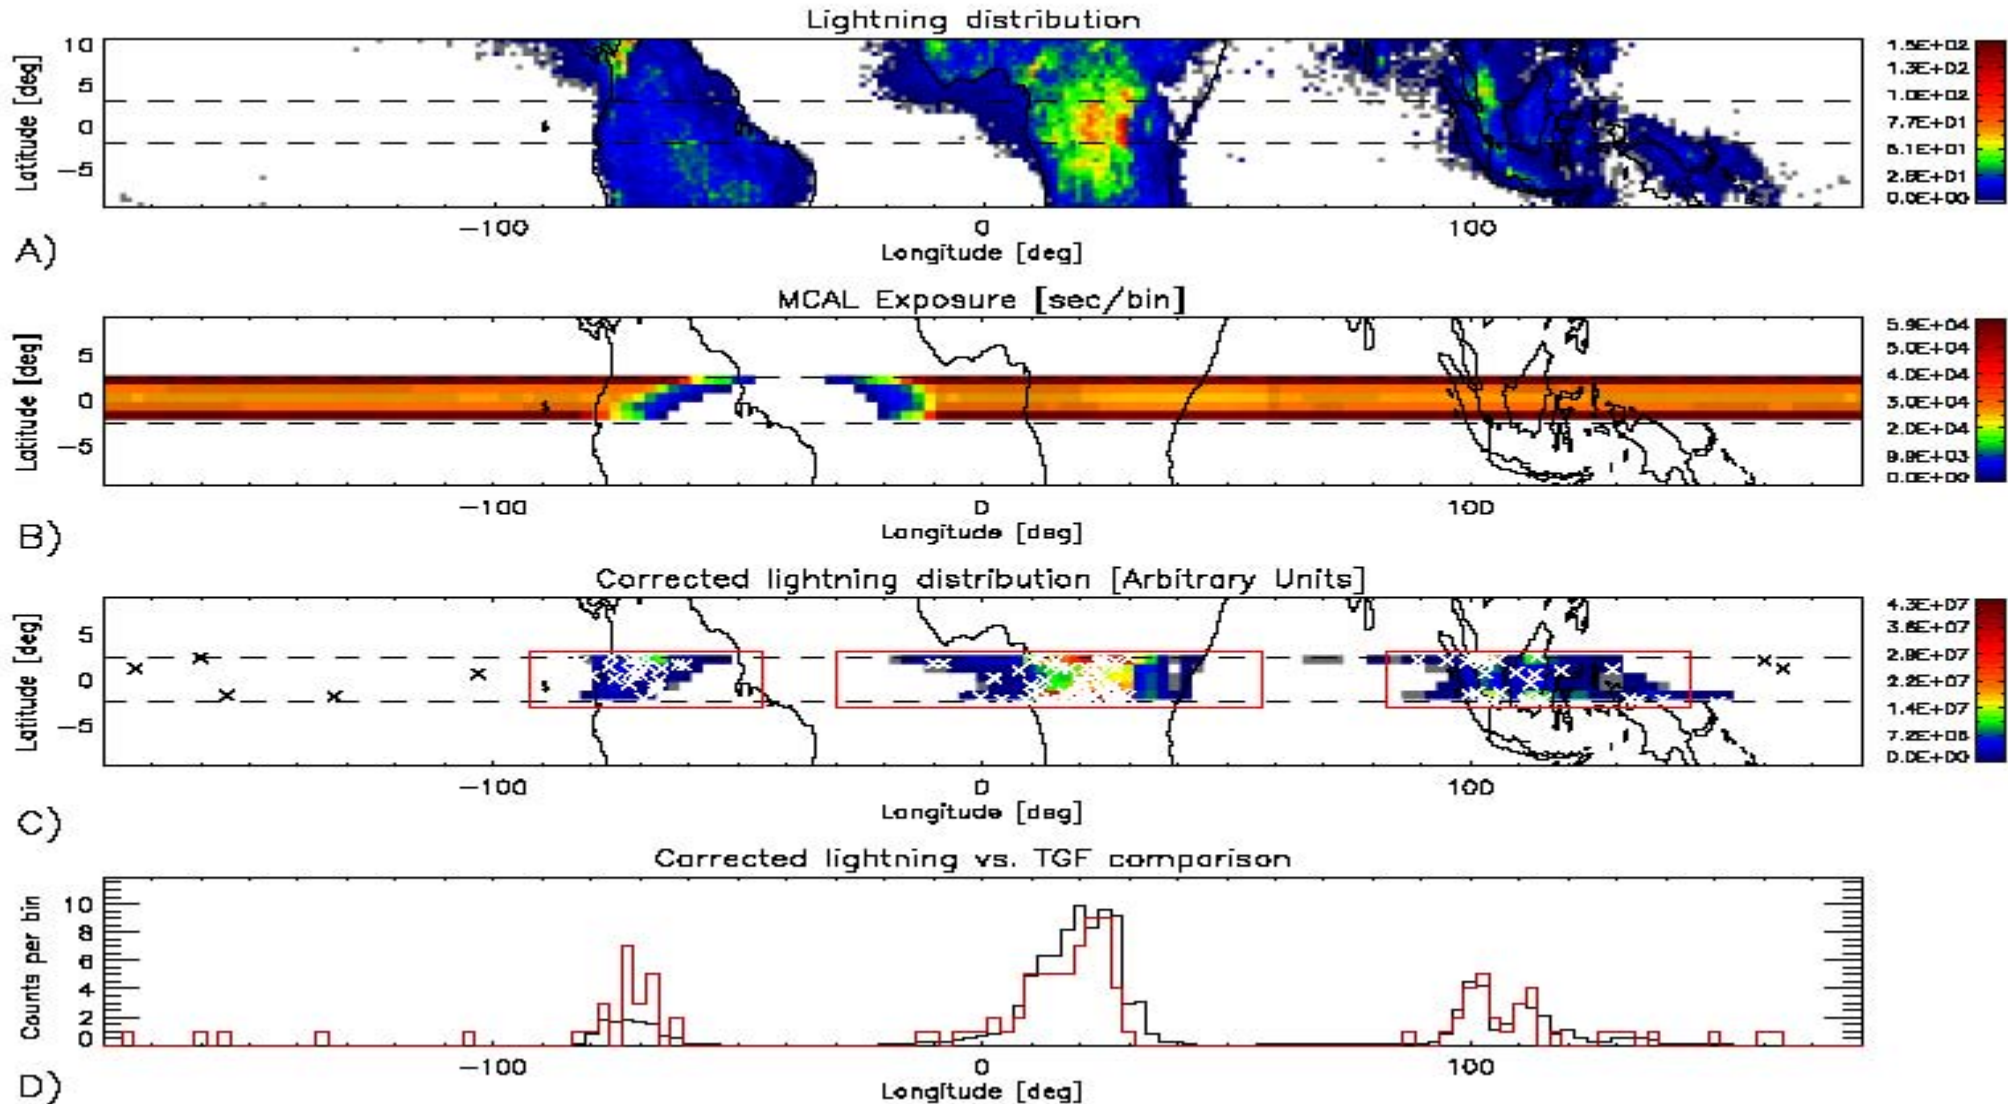 Lightning distribution
Latitude [deg]
10
5
0
-5
-100 0 100
Longitude [deg]
A)
1.5E+02
1.3E+02
1.0E+02
7.7E+01
5.1E+01
2.6E+01
0.0E+00
MCAL Exposure [sec/bin]
Latitude [deg]
5
0
-5
-100 0 100
Longitude [deg]
B)
5.9E+04
5.0E+04
4.0E+04
3.0E+04
2.0E+04
9.9E+03
0.0E+00
Corrected lightning distribution [Arbitrary Units]
Latitude [deg]
5
0
-5
-100 0 100
Longitude [deg]
C)
4.3E+07
3.6E+07
2.9E+07
2.2E+07
1.4E+07
7.2E+06
0.0E+00
Corrected lightning vs. TGF comparison
Counts per bin
10
8
6
4
2
0
-100 0 100
Longitude [deg]
D)